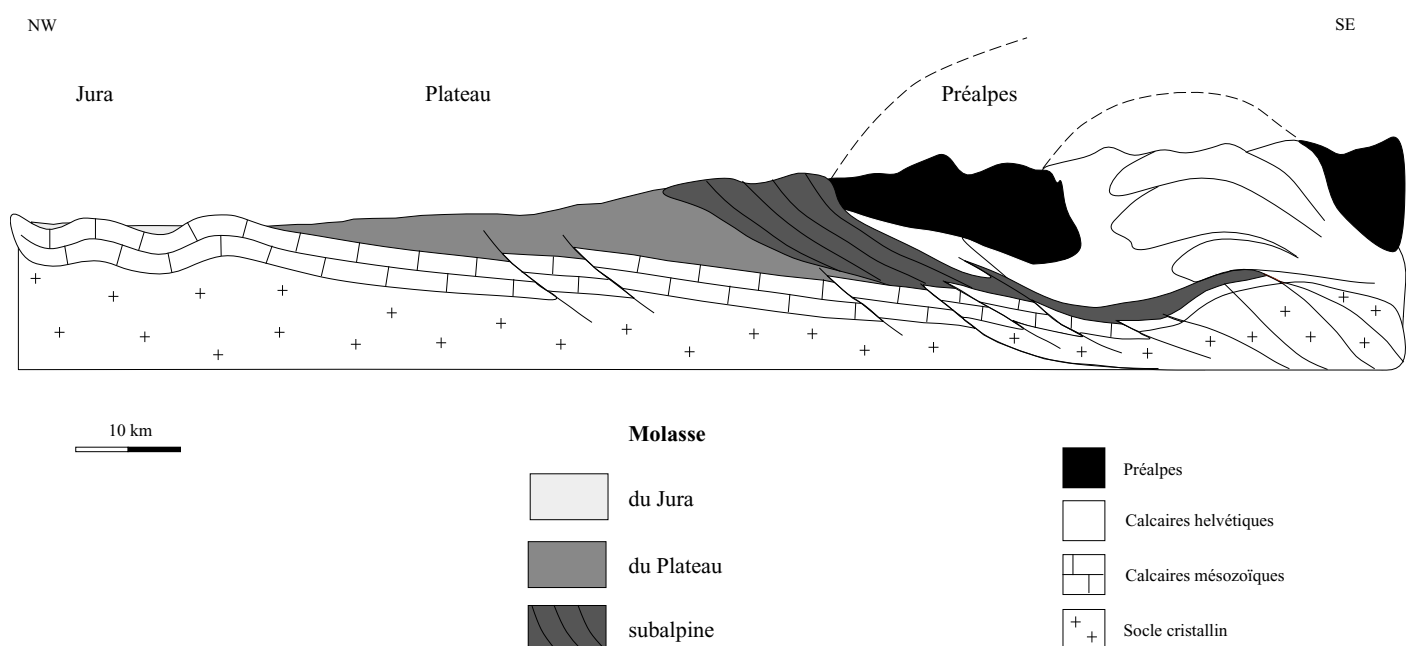 NW
SE
Jura
Plateau
Préalpes
10 km
Molasse
du Jura
du Plateau
subalpine
Préalpes
Calcaires helvétiques
Calcaires mésozoïques
Socle cristallin